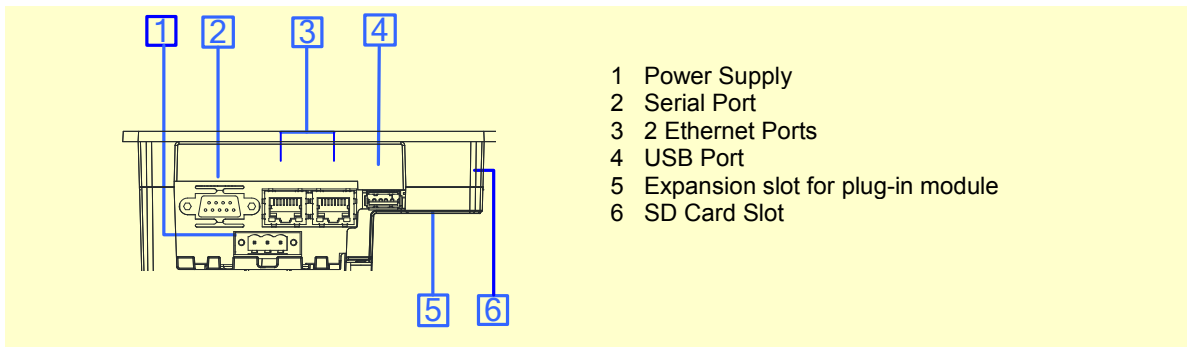 1 2 3 4
1 Power Supply
2 Serial Port
3 2 Ethernet Ports
4 USB Port
5 Expansion slot for plug-in module
6 SD Card Slot
5 6